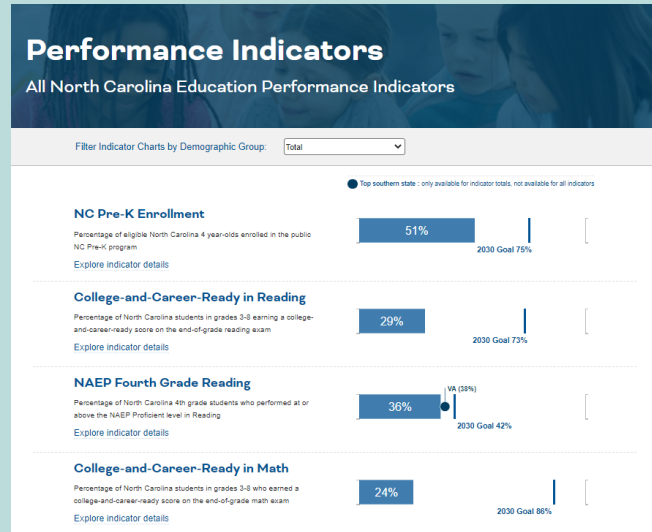 Performance Indicators
All North Carolina Education Performance Indicators
Filter Indicator Charts by Demographic Group: Total
Top southern state : only available for indicator totals, not available for all indicators
NC Pre-K Enrollment
Percentage of eligible North Carolina 4 year-olds enrolled in the public
NC Pre-K program
Explore indicator details
51%
2030 Goal 75%
College-and-Career-Ready in Reading
Percentage of North Carolina students in grades 3-8 earning a college-
and-career-ready score on the end-of-grade reading exam
Explore indicator details
29%
2030 Goal 73%
NAEP Fourth Grade Reading
Percentage of North Carolina 4th grade students who performed at or
above the NAEP Proficient level in Reading
Explore indicator details
VA (38%)
36%
2030 Goal 42%
College-and-Career-Ready in Math
Percentage of North Carolina students in grades 3-8 who earned a
college-and-career-ready score on the end-of-grade math exam
Explore indicator details
24%
2030 Goal 86%